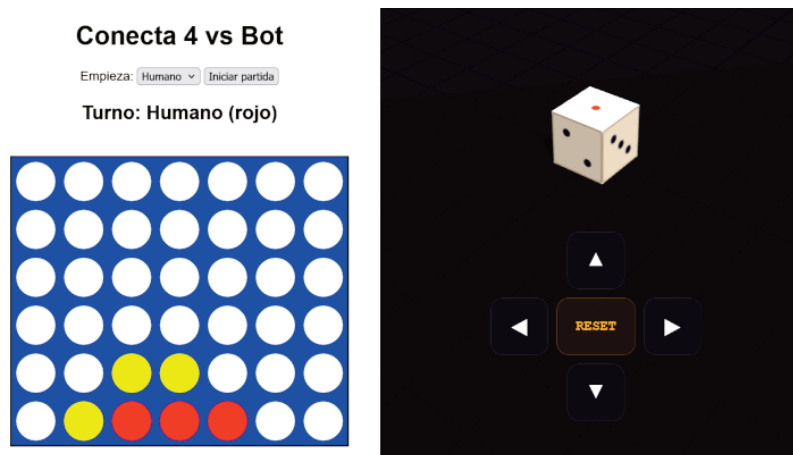 Conecta 4 vs Bot
Empieza: Humano Iniciar partida
Turno: Humano (rojo)
RESET